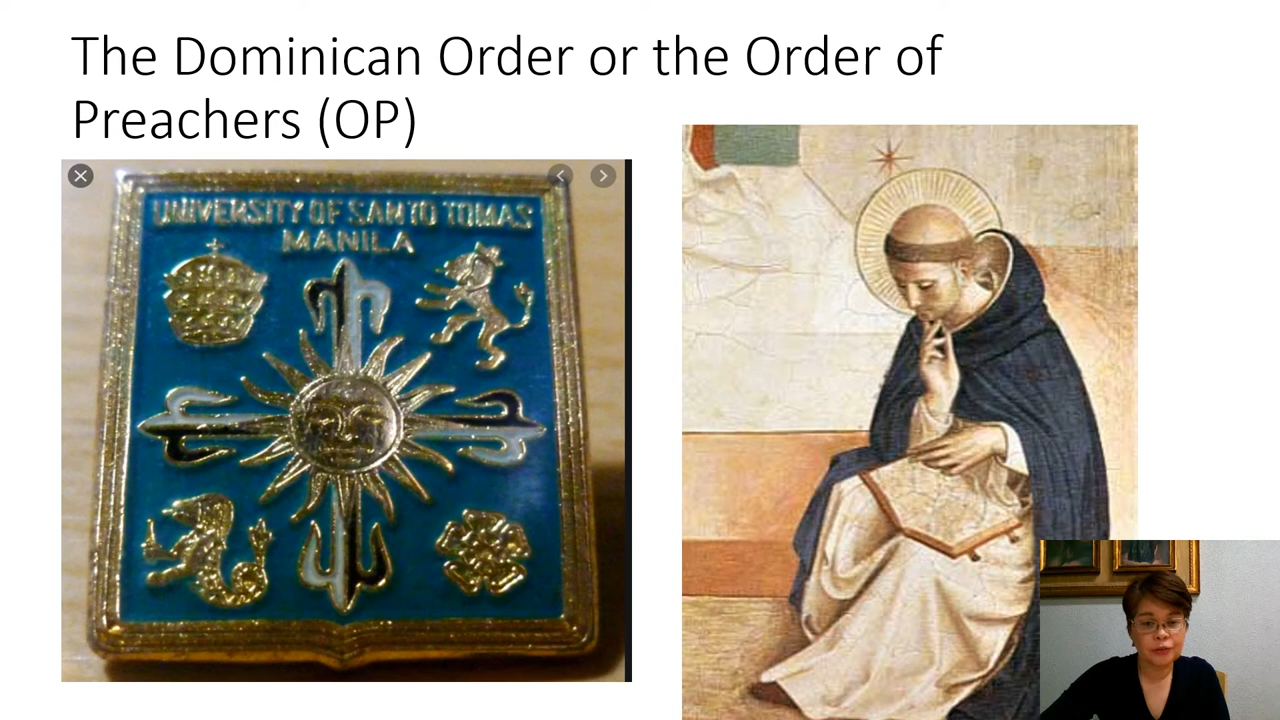 The Dominican Order or the Order of
Preachers (OP)
UNIVERSITY OF SANTO TOMAS
MANILA